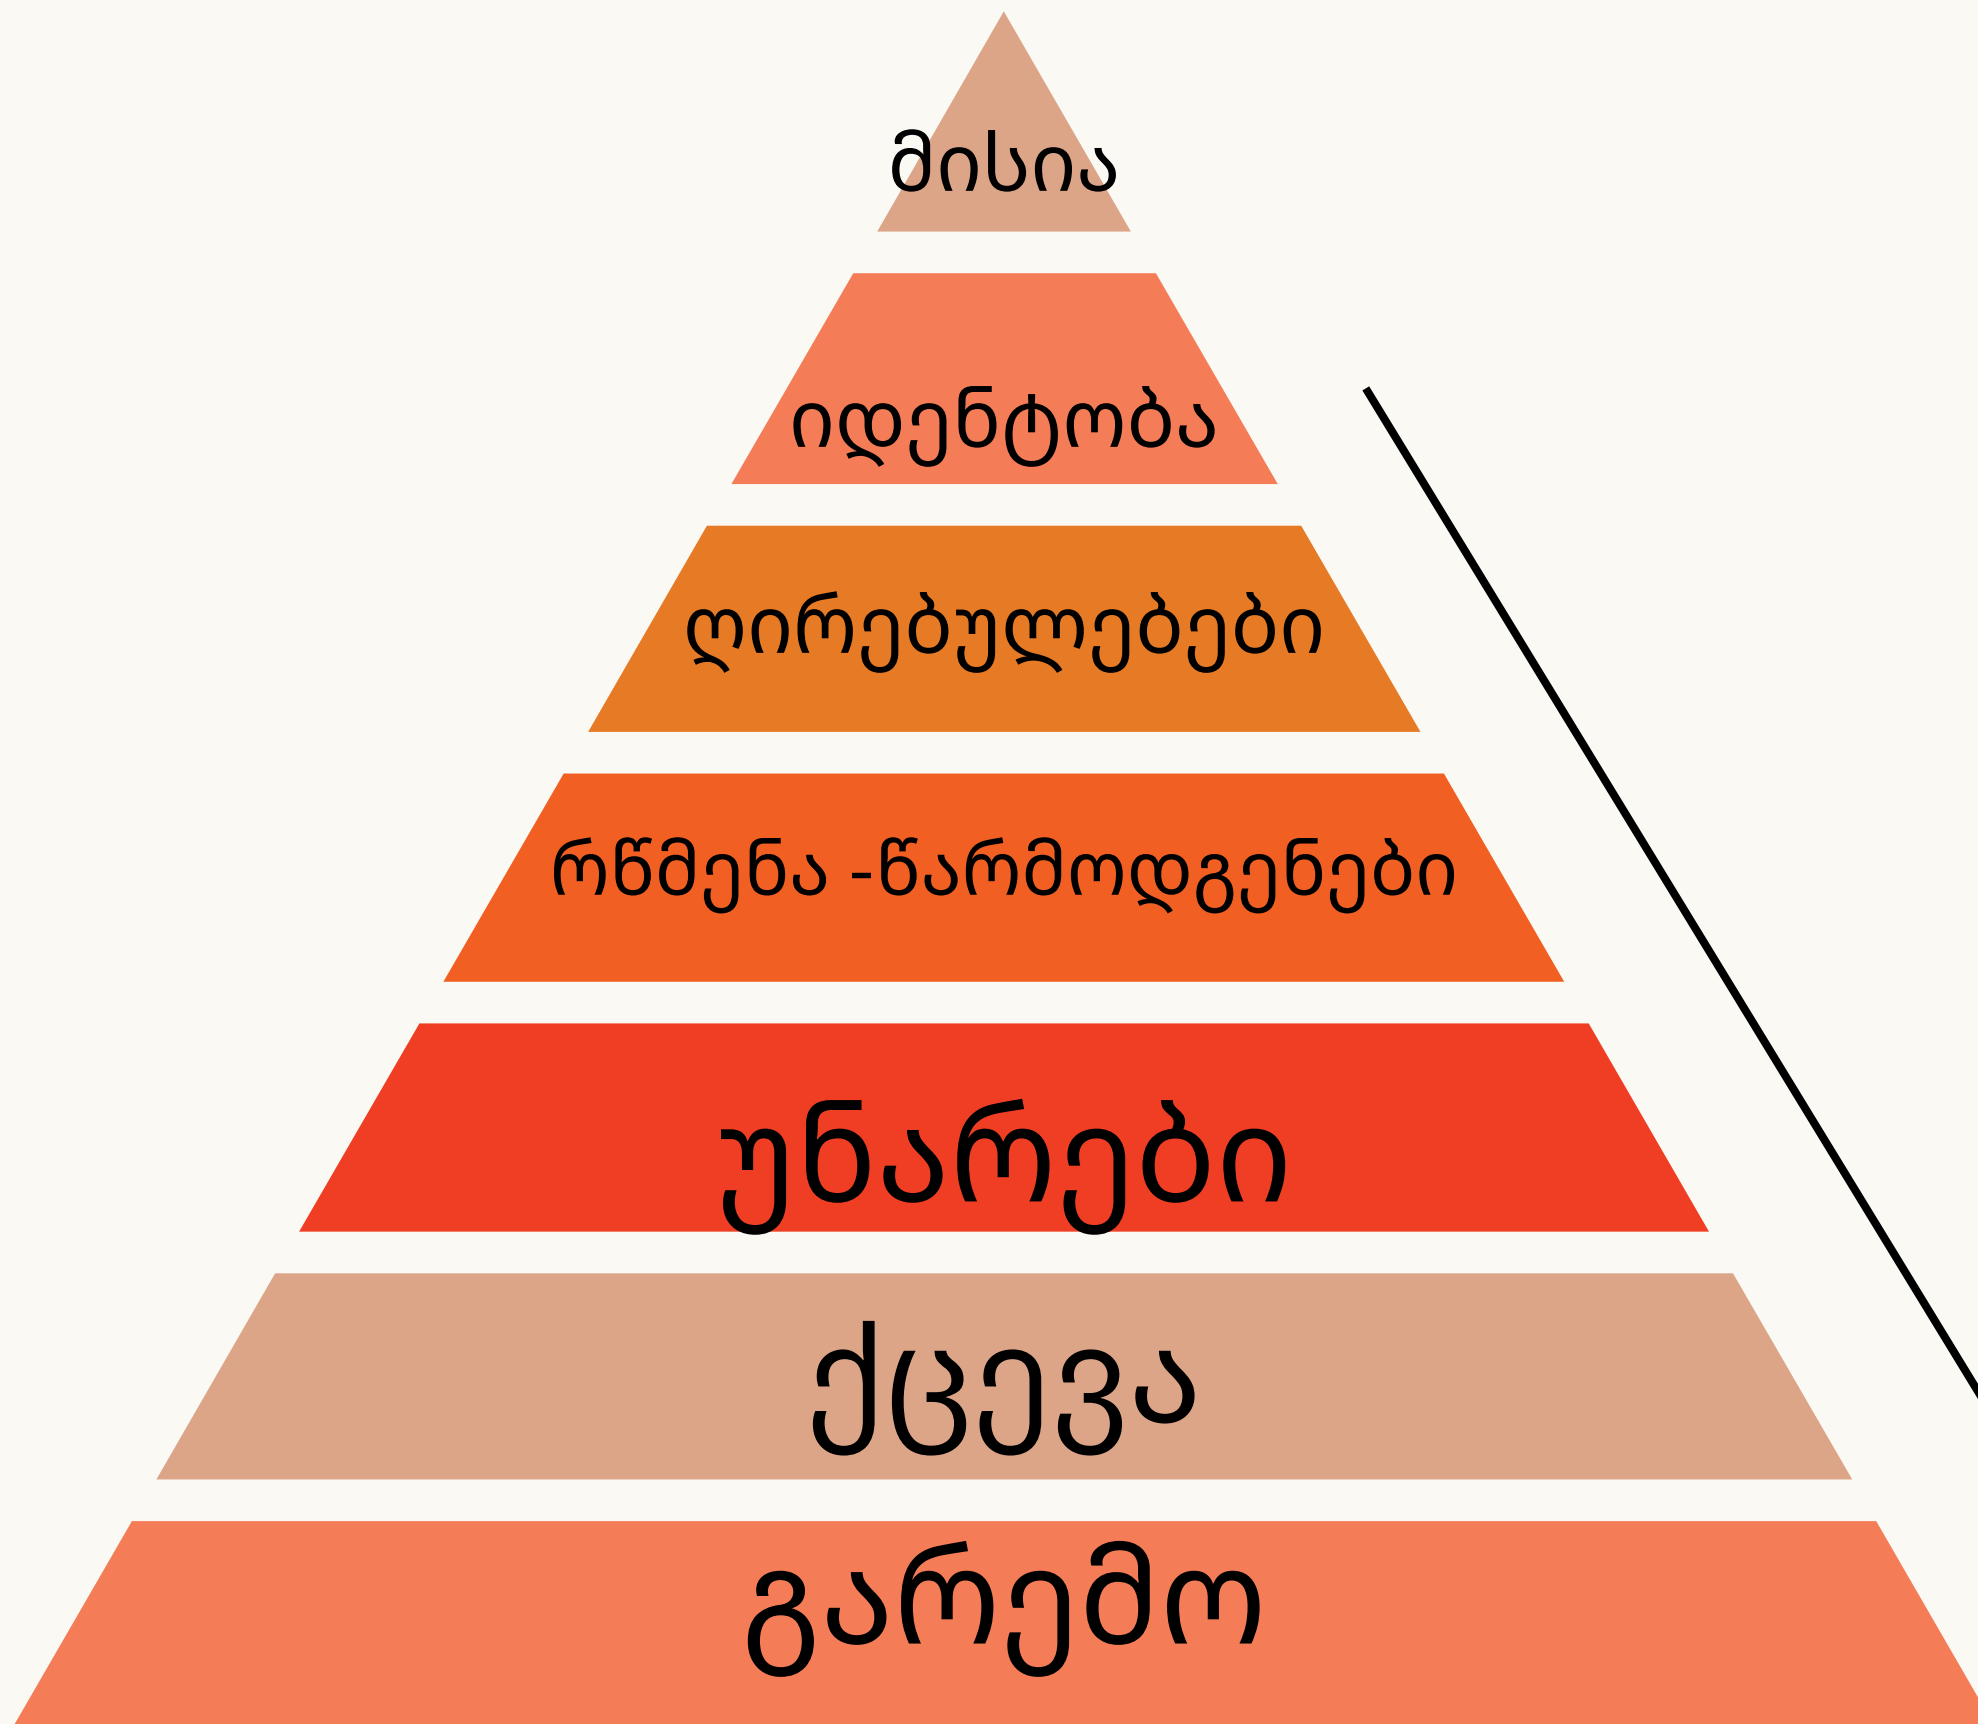 მისია
იდენტობა
ღირებულებები
რწმენა -წარმოდგენები
უნარები
ქცევა
გარემო